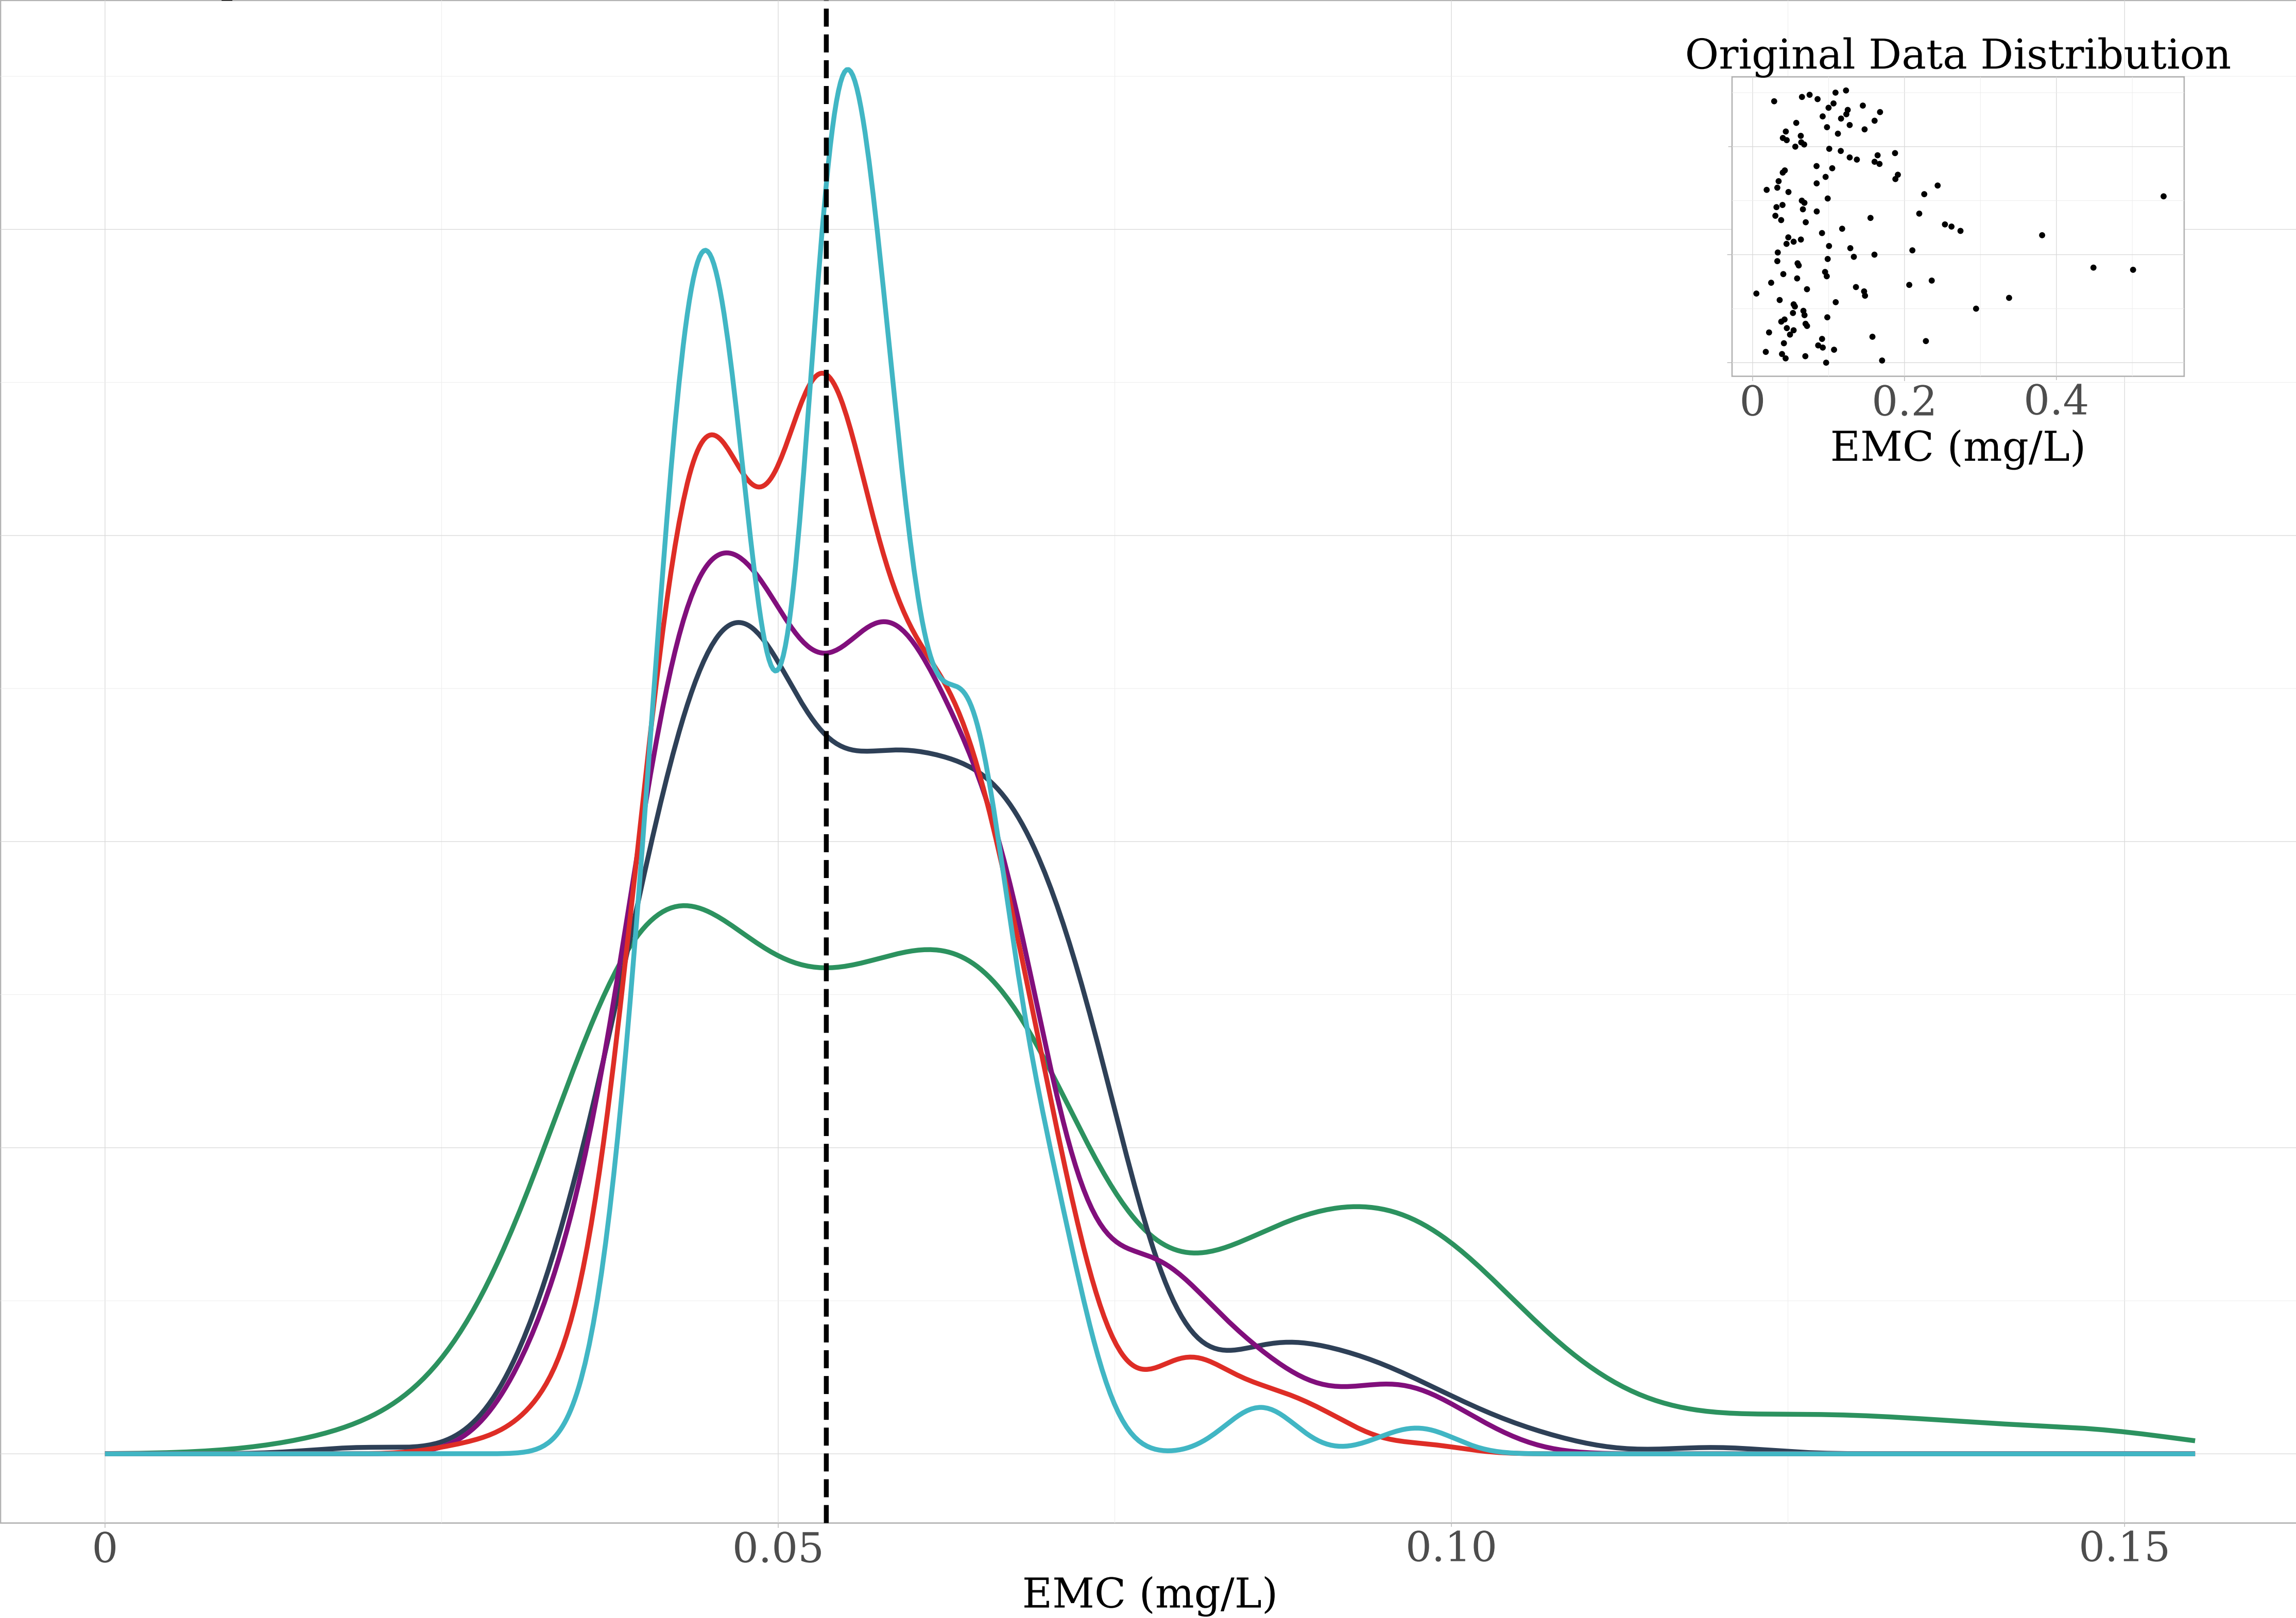 Original Data Distribution
0 0.2 0.4
EMC (mg/L)
0 0.05 0.10 0.15
EMC (mg/L)